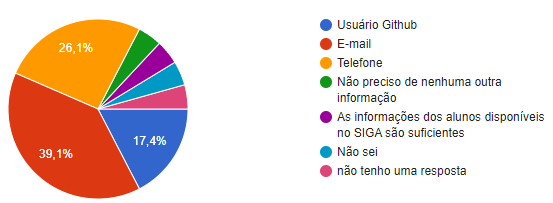 26,1%
39,1%
17,4%
Usuário Github
E-mail
Telefone
Não preciso de nenhuma outra
informação
As informações dos alunos disponíveis
no SIGA são suficientes
Não sei
não tenho uma resposta